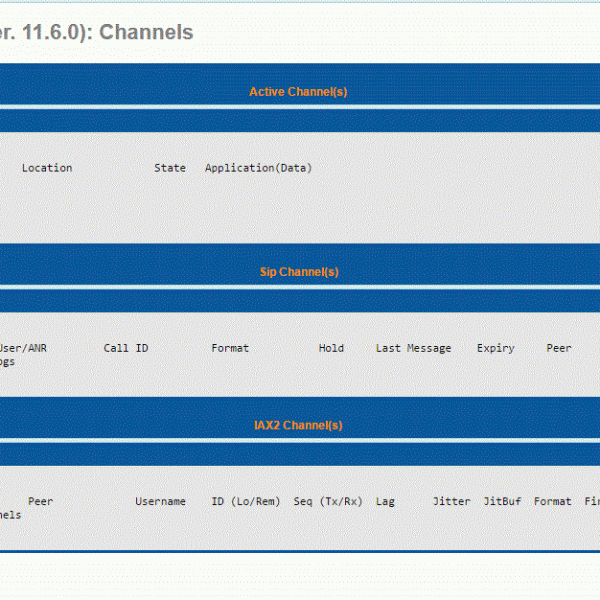 er. 11.6.0): Channels
Active Channel(s)
Location State Application(Data)
Sip Channel(s)
User/ANR Call ID Format Hold Last Message Expiry Peer
ogs
IAX2 Channel(s)
Peer Username ID (Lo/Rem) Seq (Tx/Rx) Lag Jitter JitBuf Format Fir
nels